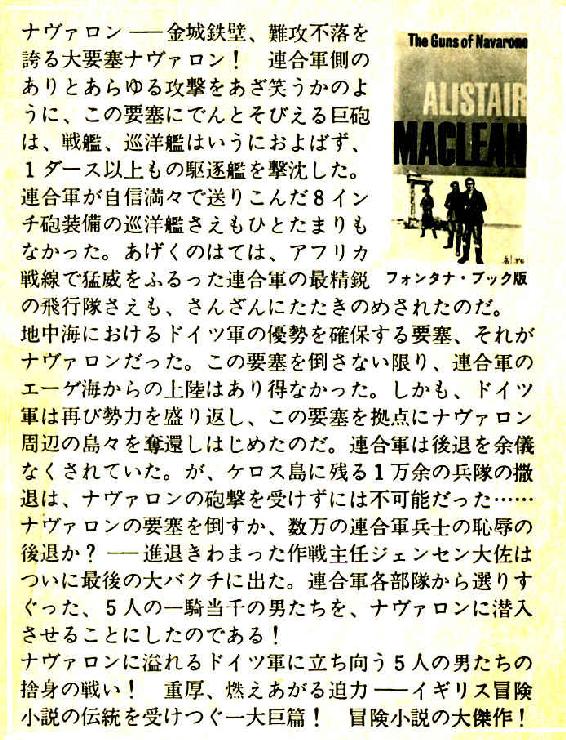 ナヴァロン──金城鉄壁、難攻不落を
誇る大要塞ナヴァロン！　連合軍側の
ありとあらゆる攻撃をあざ笑うかのよ
うに、この要塞にでんとそびえる巨砲
は、戦艦、巡洋艦はいうにおよばず、
1ダース以上もの駆逐艦を撃沈した。
連合軍が自信満々で送りこんだ8イン
チ砲装備の巡洋艦さえもひとたまりも
なかった。あげくのはては、アフリカ
戦線で猛威をふるった連合軍の最精鋭
の飛行隊さえも、さんざんにたたきのめされたのだ。
地中海におけるドイツ軍の優勢を確保する要塞、それが
ナヴァロンだった。この要塞を倒さない限り、連合軍の
エーゲ海からの上陸はあり得なかった。しかも、ドイツ
軍は再び勢力を盛り返し、この要塞を拠点にナヴァロン
周辺の島々を奪還しはじめたのだ。連合軍は後退を余儀
なくされていた。が、ケロス島に残る1万余の兵隊の撤
退は、ナヴァロンの砲撃を受けずには不可能だった……
ナヴァロンの要塞を倒すか、数万の連合軍兵士の恥辱の
後退か？──進退きわまった作戦主任ジェンセン大佐は
ついに最後の大バクチに出た。連合軍各部隊から選りす
ぐった、5人の一騎当千の男たちを、ナヴァロンに潜入
させることにしたのである！
ナヴァロンに溢れるドイツ軍に立ち向う5人の男たちの
捨身の戦い！　重厚、燃えあがる迫力──イギリス冒険
小説の伝統を受けつぐ一大巨篇！　冒険小説の大傑作！
The Guns of Navarone
ALISTAIR
MACLEAN
フォンタナ・ブック版